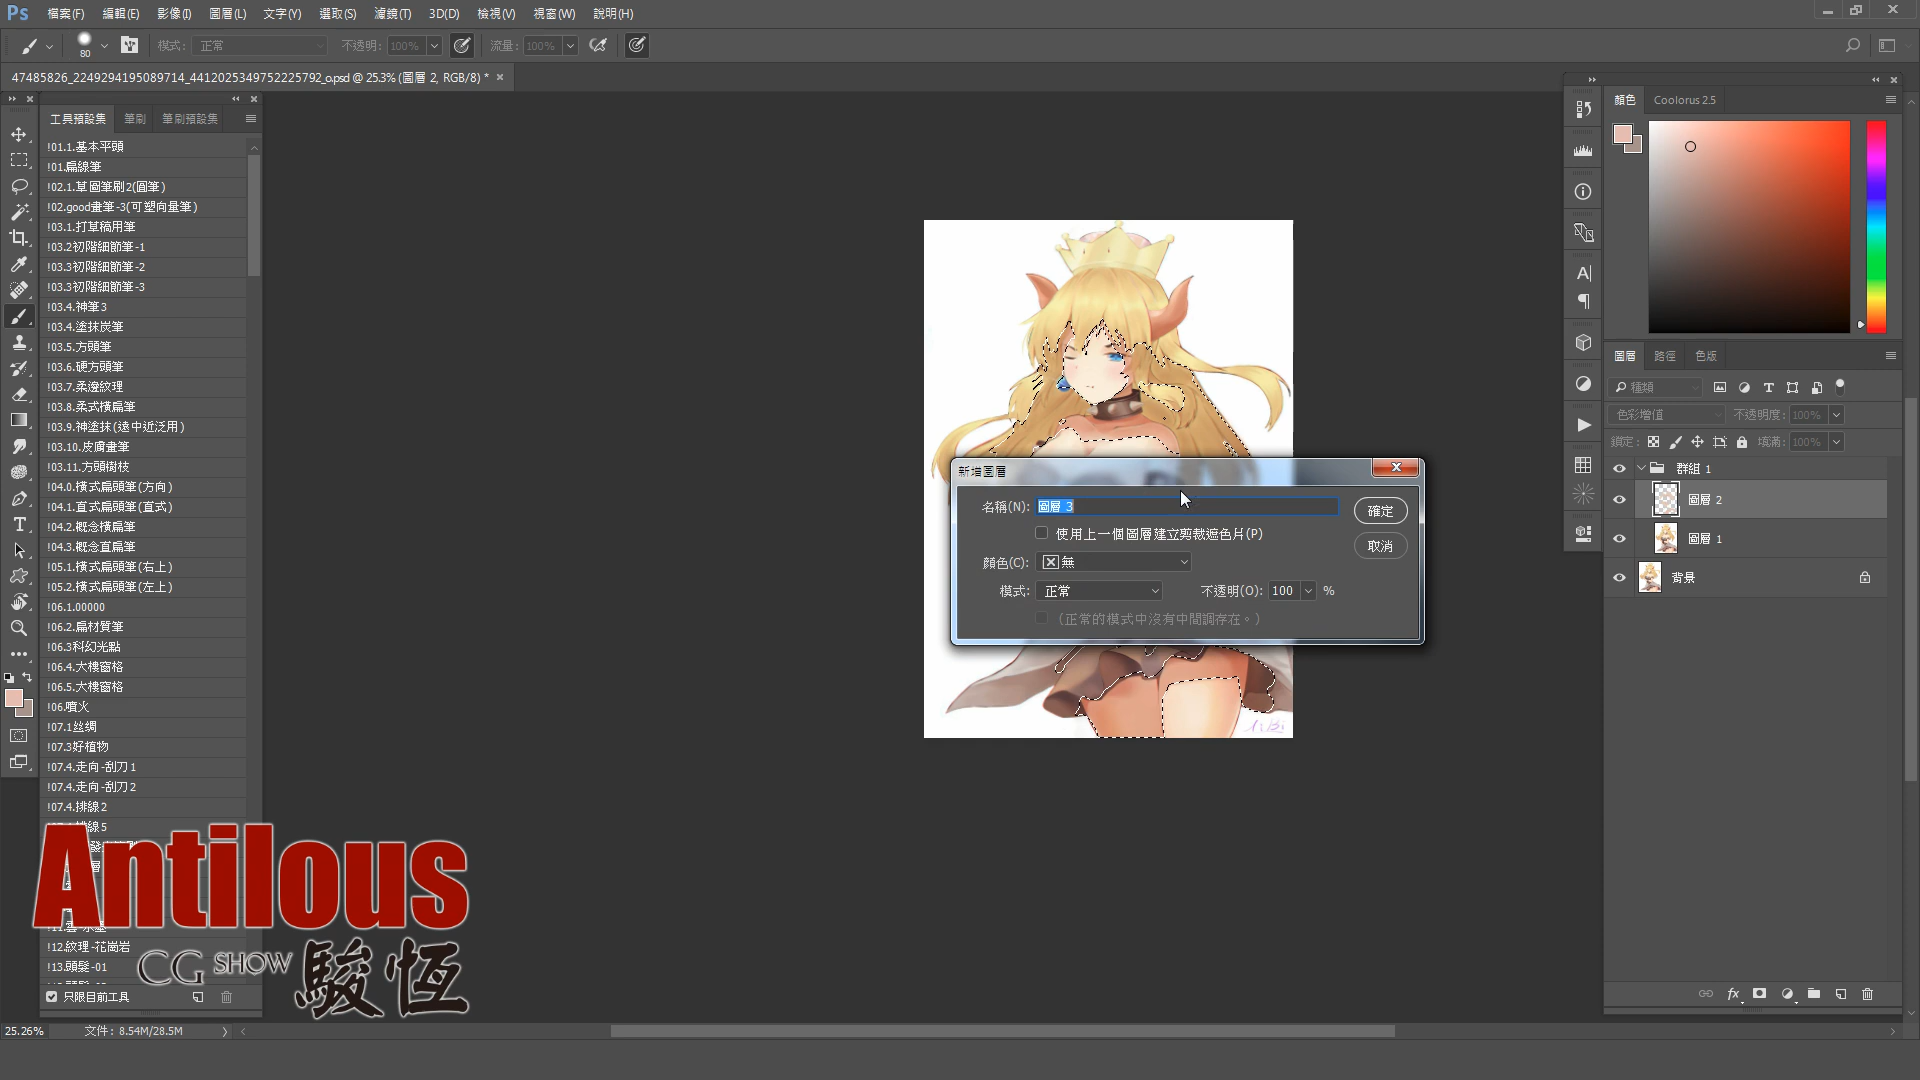 Ps 檔案(F) 編輯(E) 影像(I) 圖層(L) 文字(Y) 選取(S) 濾鏡(T) 3D(D) 檢視(V) 視窗(W) 說明(H)
80 模式: 正常 不透明: 100% 流量: 100%
47485826_2249294195089714_4412025349752225792_o.psd @ 25.3% (圖層 2, RGB/8) *
工具預設集 筆刷 筆刷預設集
!01.1.基本平頭
!01.扁線筆
!02.1.草圖筆刷2(圓筆)
!02.good畫筆-3(可塑向量筆)
!03.1.打草稿用筆
!03.2初階細節筆-1
!03.3初階細節筆-2
!03.3初階細節筆-3
!03.4.神筆3
!03.4.塗抹炭筆
!03.5.方頭筆
!03.6.硬方頭筆
!03.7.柔邊紋理
!03.8.柔式橫扁筆
!03.9.神塗抹(遠中近泛用)
!03.10.皮膚畫筆
!03.11.方頭樹枝
!04.0.橫式扁頭筆(方向)
!04.1.直式扁頭筆(直式)
!04.2.概念橫扁筆
!04.3.概念直扁筆
!05.1.橫式扁頭筆(右上)
!05.2.橫式扁頭筆(左上)
!06.1.00000
!06.2.扁材質筆
!06.3科幻光點
!06.4.大樓窗格
!06.5.大樓窗格
!06.噴火
!07.1丝绸
!07.3好植物
!07.4.走向-刮刀1
!07.4.走向-刮刀2
!07.4.排線2
排線5
!12.紋理-花崗岩
!13.頭髮-01
只限目前工具
Antilous
CG SHOW 駿恆
25.26% 文件: 8.54M/28.5M
新增圖層
名稱(N): 圖層 3
確定
使用上一個圖層建立剪裁遮色片(P)
取消
顏色(C): 無
模式: 正常 不透明(O): 100 %
(正常的模式中沒有中間調存在。)
顏色 Coolorus 2.5
圖層 路徑 色版
種類
色彩增值 不透明度: 100%
鎖定: 填滿: 100%
群組 1
圖層 2
圖層 1
背景